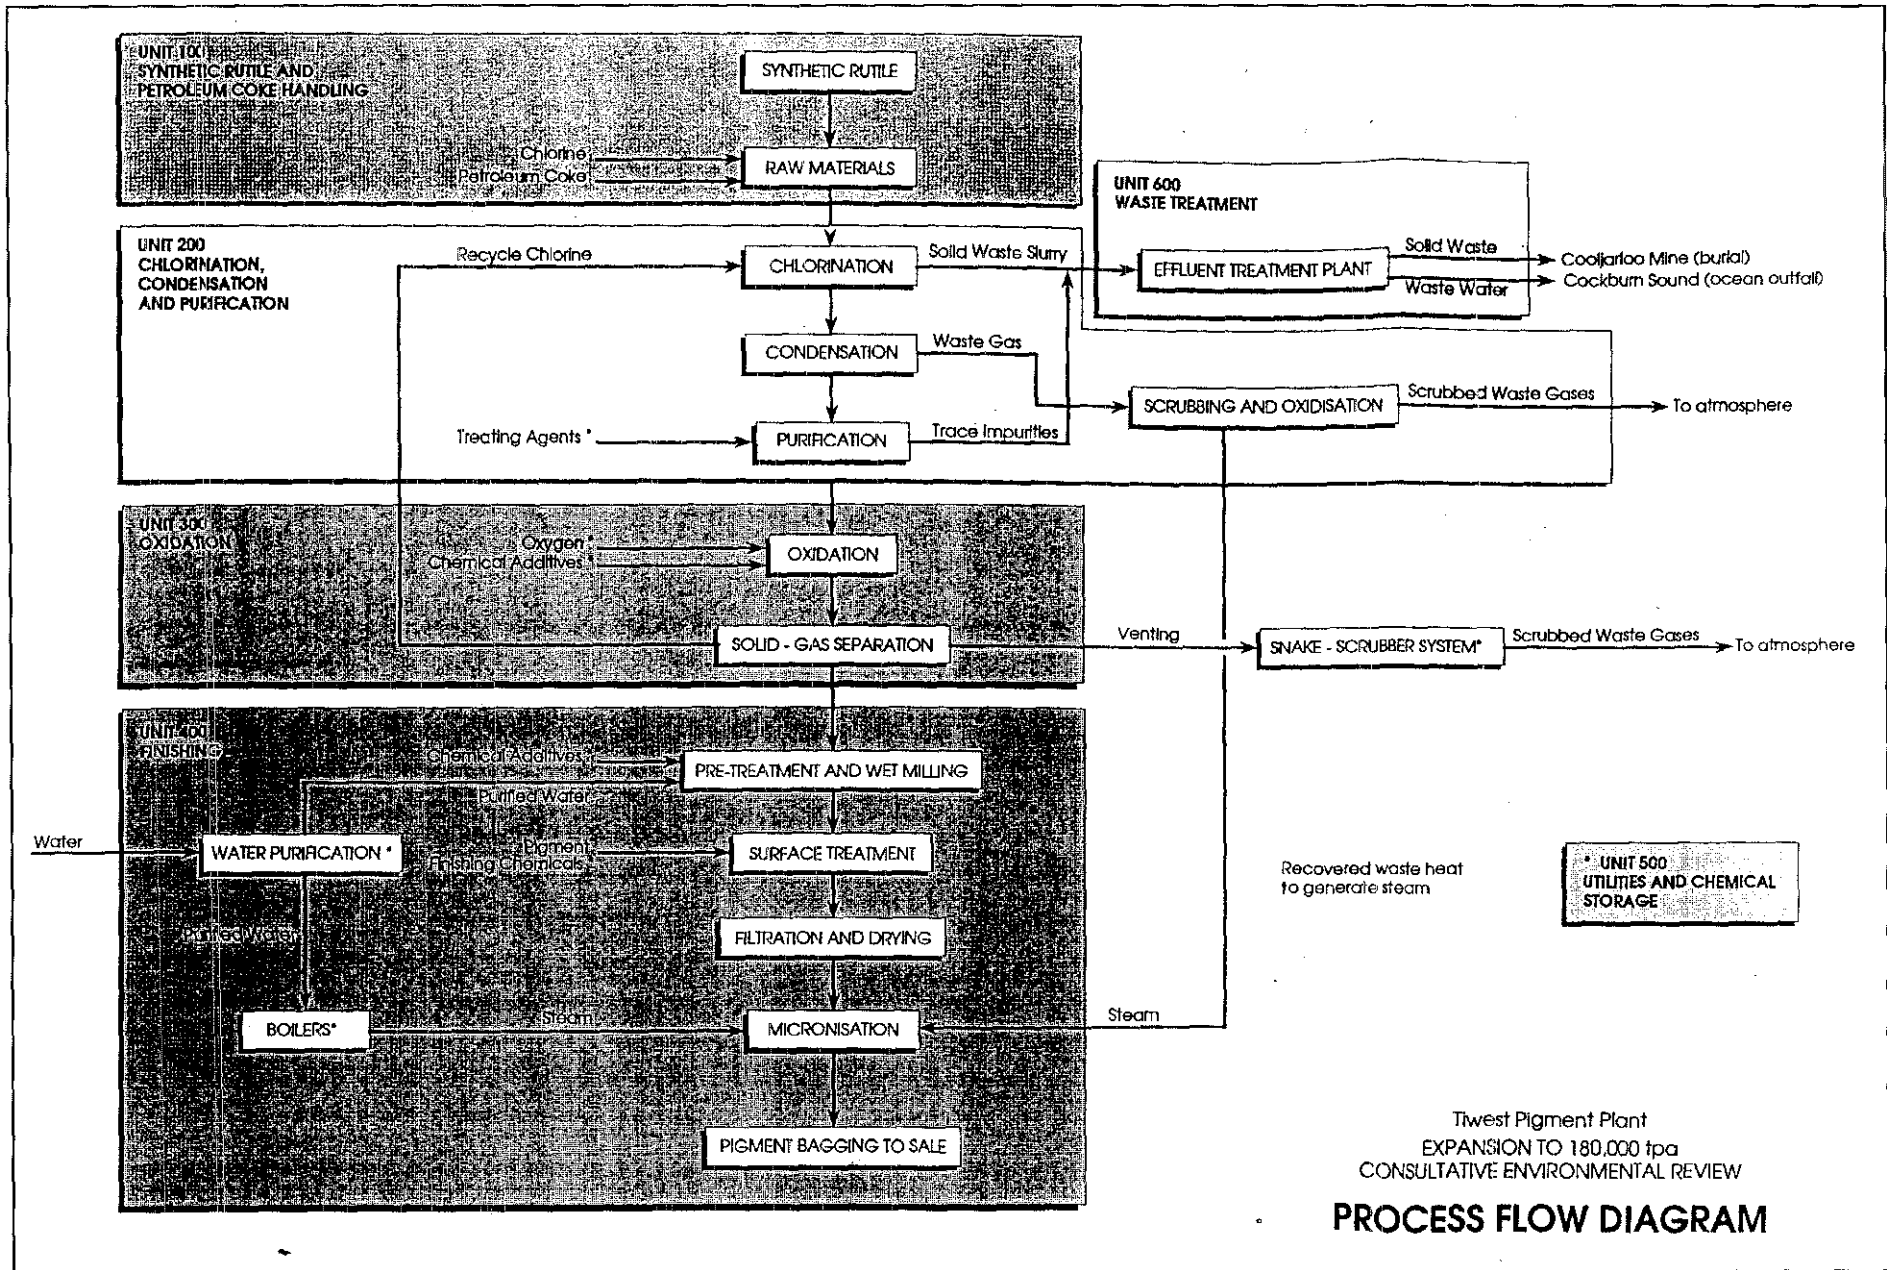 UNIT 100
SYNTHETIC RUTILE AND
PETROLEUM COKE HANDLING
SYNTHETIC RUTILE
Chlorine
Petroleum Coke
RAW MATERIALS
UNIT 600
WASTE TREATMENT
UNIT 200
CHLORINATION,
CONDENSATION
AND PURIFICATION
Recycle Chlorine
CHLORINATION
Solid Waste Slurry
EFFLUENT TREATMENT PLANT
Solid Waste
Cooljarloo Mine (burial)
Waste Water
Cockburn Sound (ocean outfall)
CONDENSATION
Waste Gas
SCRUBBING AND OXIDISATION
Scrubbed Waste Gases
To atmosphere
Treating Agents *
PURIFICATION
Trace Impurities
UNIT 300
OXIDATION
Oxygen *
Chemical Additives *
OXIDATION
SOLID - GAS SEPARATION
Venting
SNAKE - SCRUBBER SYSTEM*
Scrubbed Waste Gases
To atmosphere
UNIT 400
FINISHING
Chemical Additives
Purified Water
PRE-TREATMENT AND WET MILLING
Water
WATER PURIFICATION *
Pigment
Finishing Chemicals
SURFACE TREATMENT
Recovered waste heat
to generate steam
* UNIT 500
UTILITIES AND CHEMICAL
STORAGE
Purified Water
FILTRATION AND DRYING
BOILERS*
Steam
MICRONISATION
Steam
PIGMENT BAGGING TO SALE
Tiwest Pigment Plant
EXPANSION TO 180,000 tpa
CONSULTATIVE ENVIRONMENTAL REVIEW
PROCESS FLOW DIAGRAM